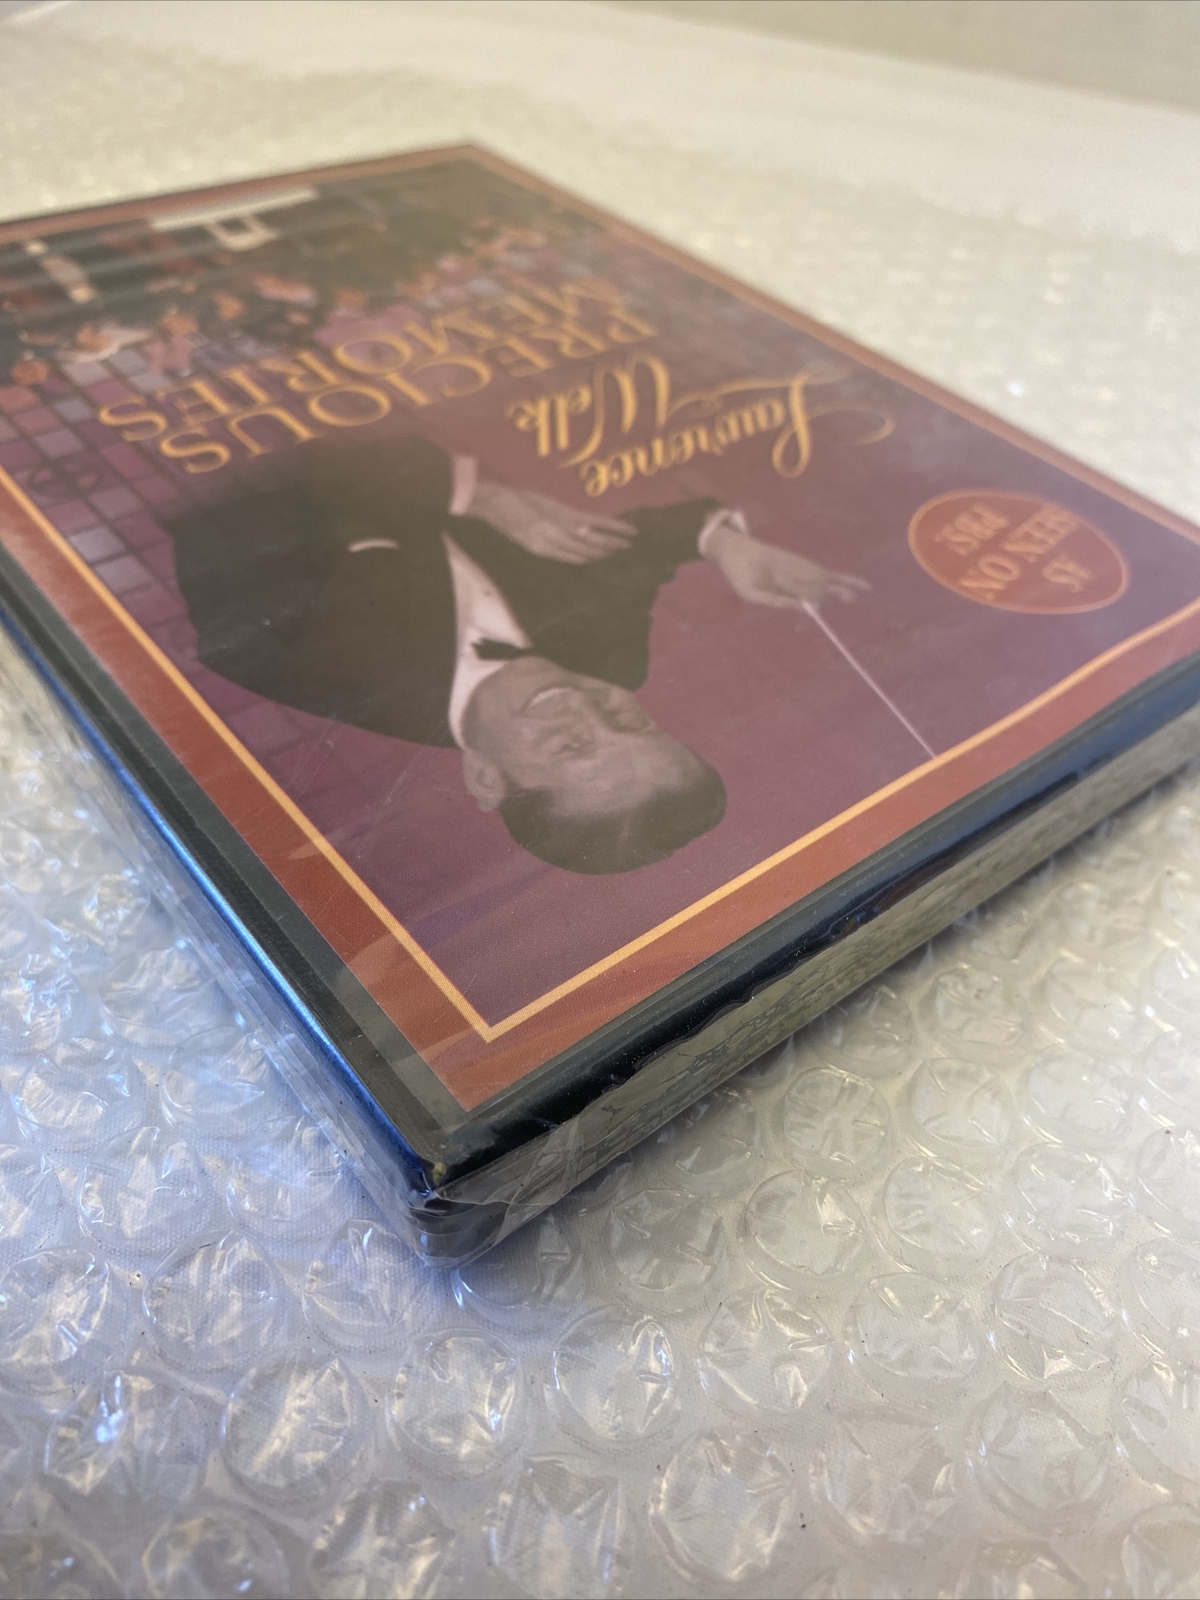 AS
SEEN ON
PBS!
Lawrence
Welk
PRECIOUS
MEMORIES